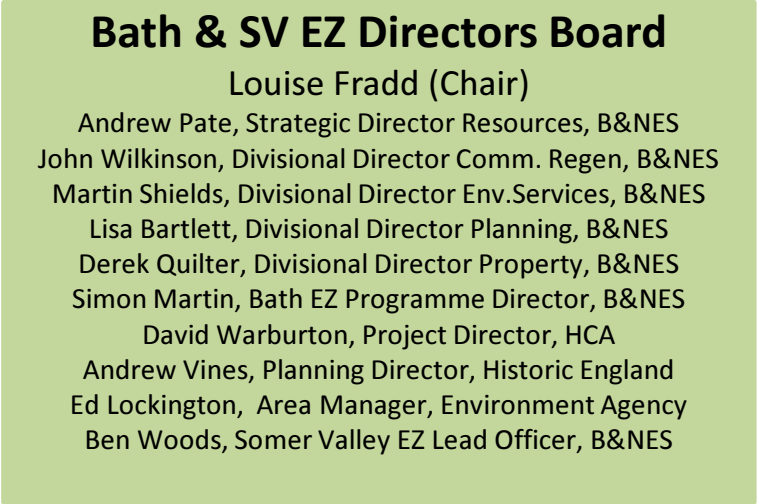 Bath & SV EZ Directors Board
Louise Fradd (Chair)
Andrew Pate, Strategic Director Resources, B&NES
John Wilkinson, Divisional Director Comm. Regen, B&NES
Martin Shields, Divisional Director Env.Services, B&NES
Lisa Bartlett, Divisional Director Planning, B&NES
Derek Quilter, Divisional Director Property, B&NES
Simon Martin, Bath EZ Programme Director, B&NES
David Warburton, Project Director, HCA
Andrew Vines, Planning Director, Historic England
Ed Lockington,  Area Manager, Environment Agency
Ben Woods, Somer Valley EZ Lead Officer, B&NES